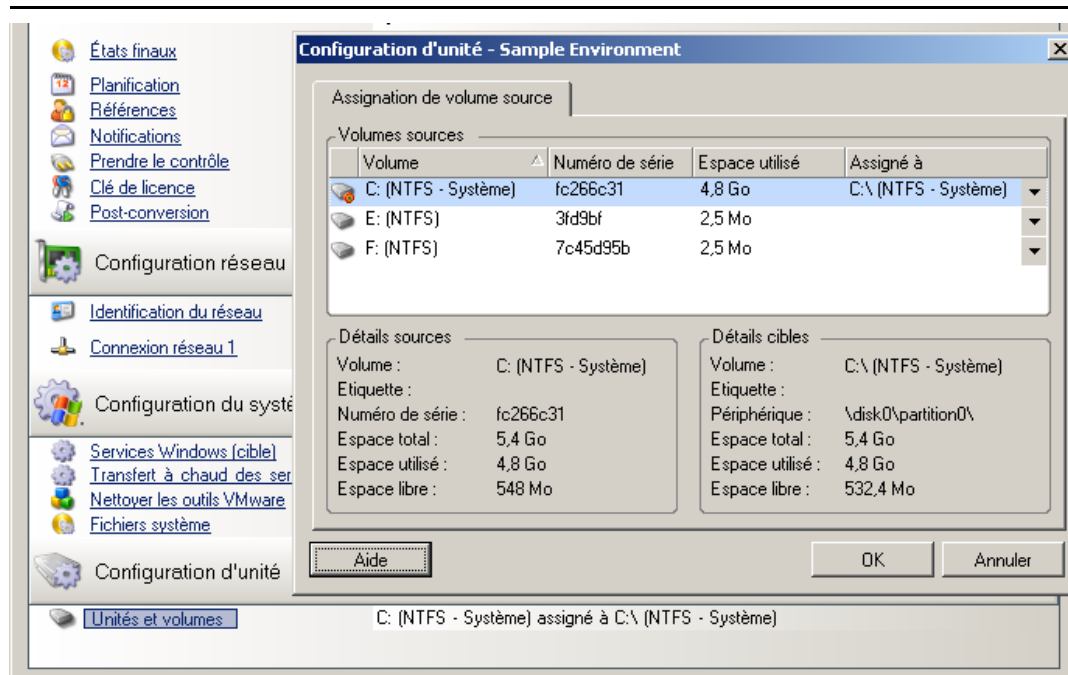 États finaux
Planification
Références
Notifications
Prendre le contrôle
Clé de licence
Post-conversion
Configuration réseau
Identification du réseau
Connexion réseau 1
Configuration du systè
Services Windows (cible)
Transfert à chaud des ser
Nettoyer les outils VMware
Fichiers système
Configuration d'unité
Unités et volumes
C: (NTFS - Système) assigné à C:\ (NTFS - Système)
Configuration d'unité - Sample Environment
Assignation de volume source
Volumes sources
Volume Numéro de série Espace utilisé Assigné à
C: (NTFS - Système) fc266c31 4,8 Go C:\ (NTFS - Système)
E: (NTFS) 3fd9bf 2,5 Mo
F: (NTFS) 7c45d95b 2,5 Mo
Détails sources
Volume : C: (NTFS - Système)
Etiquette :
Numéro de série : fc266c31
Espace total : 5,4 Go
Espace utilisé : 4,8 Go
Espace libre : 548 Mo
Détails cibles
Volume : C:\ (NTFS - Système)
Etiquette :
Périphérique : \disk0\partition0\
Espace total : 5,4 Go
Espace utilisé : 4,8 Go
Espace libre : 532,4 Mo
Aide
OK
Annuler